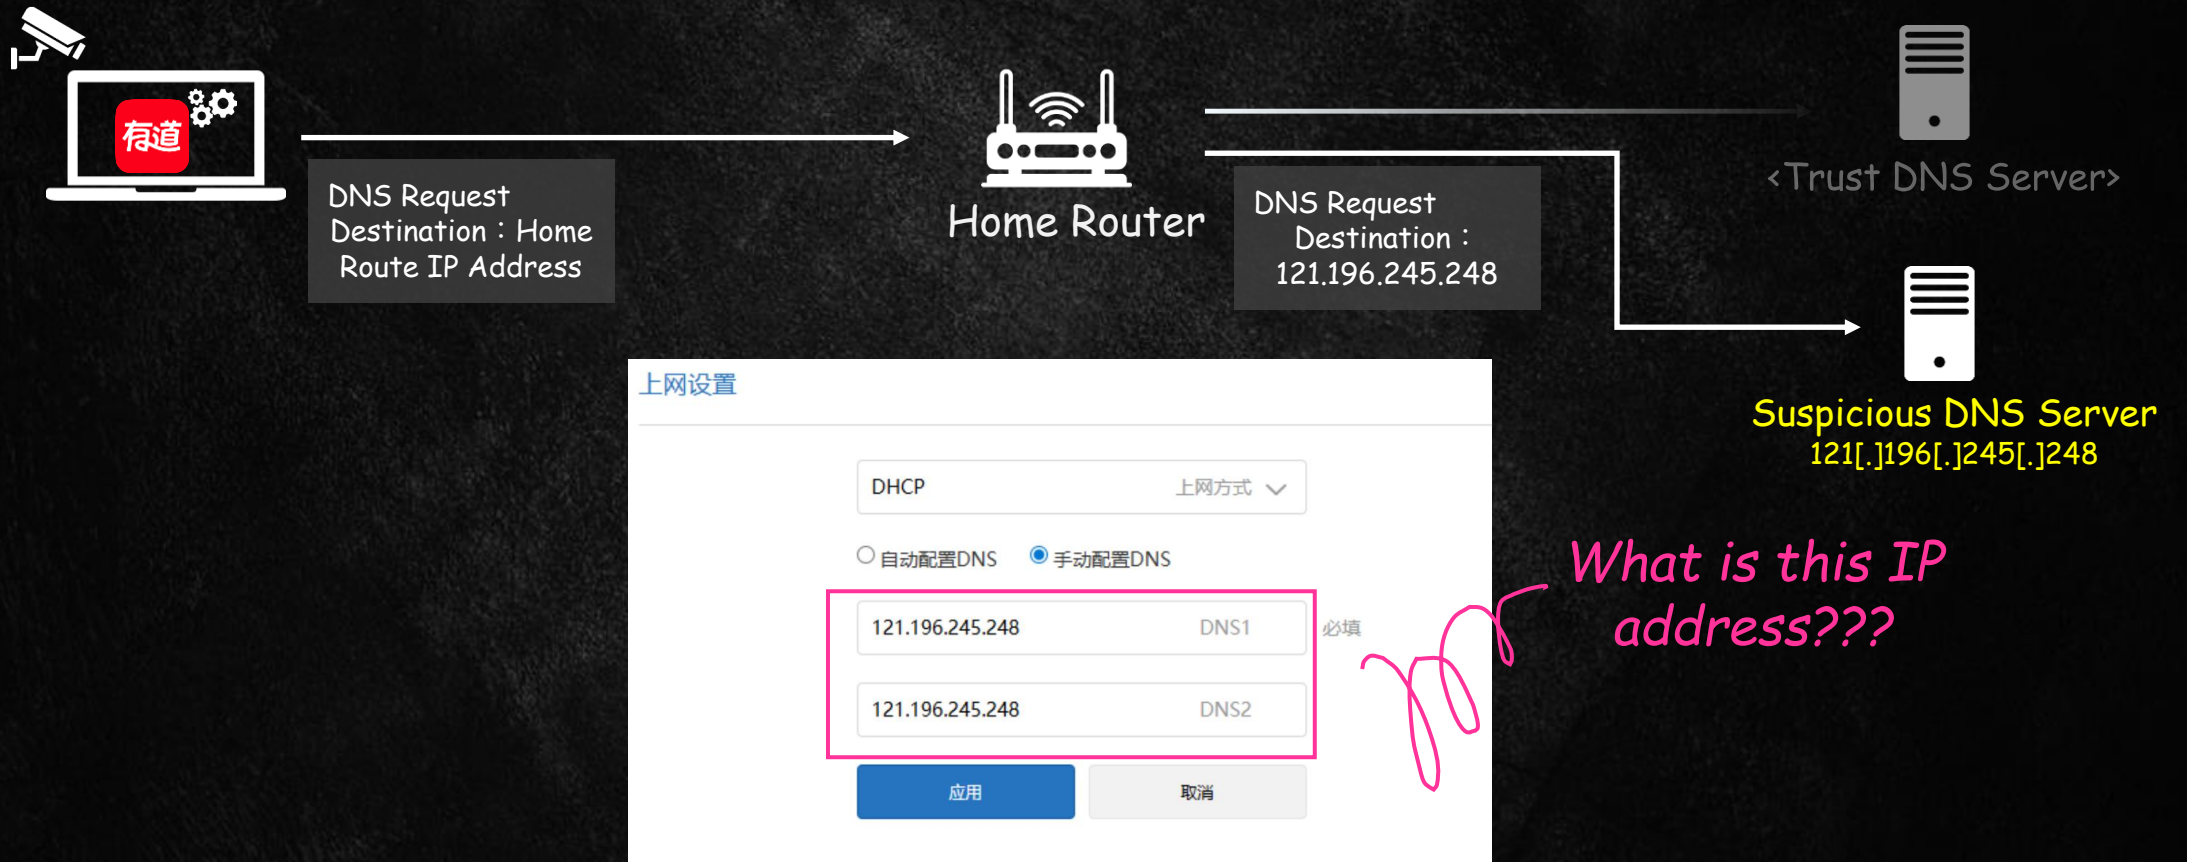 有道
DNS Request
Destination：Home
Route IP Address
Home Router
DNS Request
Destination：
121.196.245.248
<Trust DNS Server>
Suspicious DNS Server
121[.]196[.]245[.]248
上网设置
DHCP 上网方式
自动配置DNS 手动配置DNS
121.196.245.248 DNS1 必填
121.196.245.248 DNS2
应用 取消
What is this IP
address???